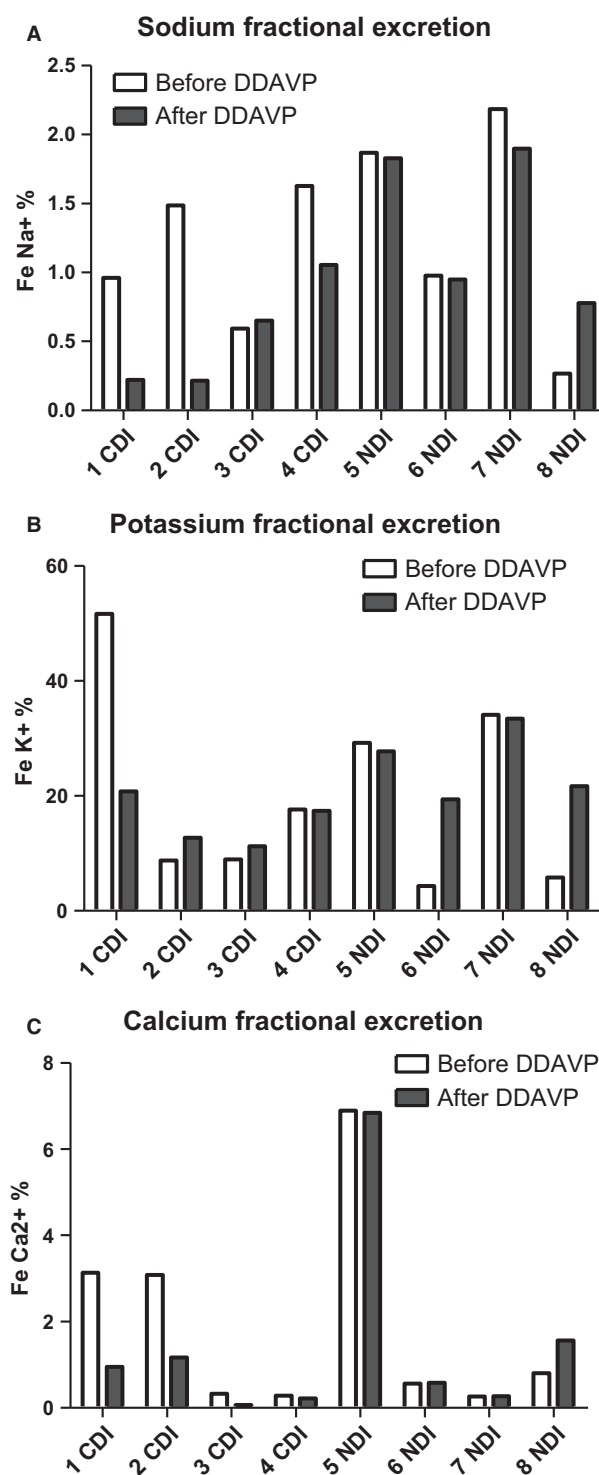 A
Sodium fractional excretion
Before DDAVP
After DDAVP
Fe Na+ %
2.5
2.0
1.5
1.0
0.5
0.0
1 CDI
2 CDI
3 CDI
4 CDI
5 NDI
6 NDI
7 NDI
8 NDI
B
Potassium fractional excretion
Before DDAVP
After DDAVP
Fe K+ %
60
40
20
0
1 CDI
2 CDI
3 CDI
4 CDI
5 NDI
6 NDI
7 NDI
8 NDI
C
Calcium fractional excretion
Before DDAVP
After DDAVP
Fe Ca2+ %
8
6
4
2
0
1 CDI
2 CDI
3 CDI
4 CDI
5 NDI
6 NDI
7 NDI
8 NDI